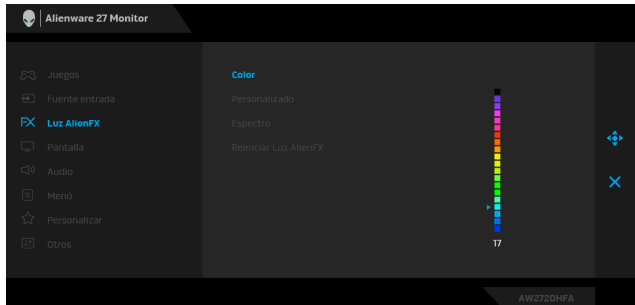 Alienware 27 Monitor
Juegos
Fuente entrada
FX Luz AlienFX
Pantalla
Audio
Menú
Personalizar
Otros
Color
Personalizado
Espectro
Reiniciar Luz AlienFX
17
AW2720HFA